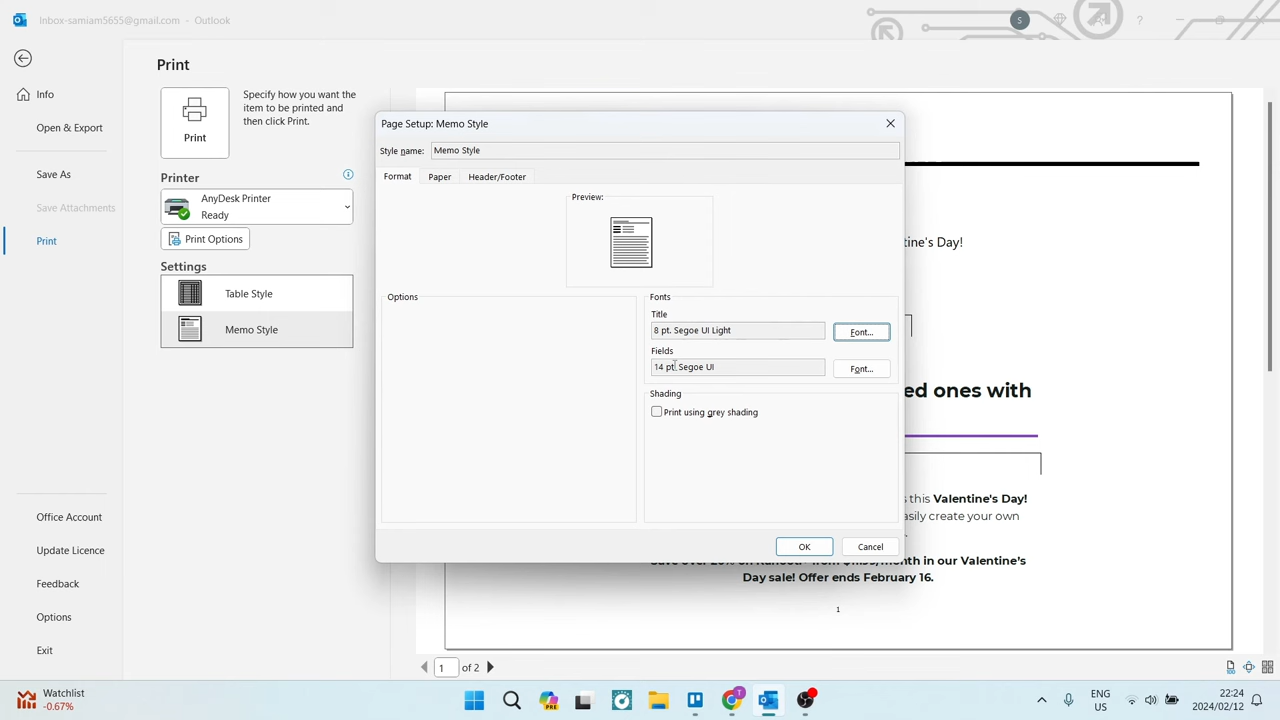 Inbox-samiam5655@gmail.com - Outlook
S
?
Print
Info
Open & Export
Save As
Save Attachments
Print
Office Account
Update Licence
Feedback
Options
Exit
Print
Specify how you want the
item to be printed and
then click Print.
Printer
AnyDesk Printer
Ready
Print Options
Settings
Table Style
Memo Style
Page Setup: Memo Style
Style name:
Memo Style
Format
Paper
Header/Footer
Preview:
Options
Fonts
Title
8 pt. Segoe UI Light
Font...
Fields
14 pt. Segoe UI
Font...
Shading
Print using grey shading
OK
Cancel
tine's Day!
ed ones with
s this Valentine's Day!
asily create your own
month in our Valentine's
Day sale! Offer ends February 16.
1
1
of 2
Watchlist
-0.67%
PRE
T
ENG
US
22:24
2024/02/12